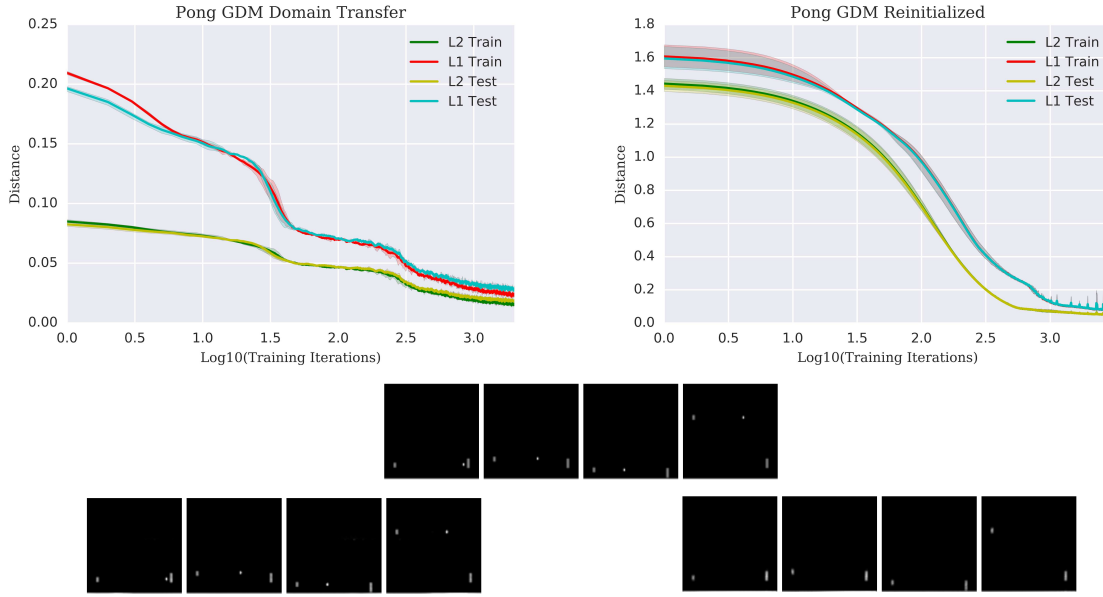 Pong GDM Domain Transfer
0.25
0.20
0.15
0.10
0.05
0.00
Distance
L2 Train
L1 Train
L2 Test
L1 Test
0.0 0.5 1.0 1.5 2.0 2.5 3.0
Log10(Training Iterations)
Pong GDM Reinitialized
1.8
1.6
1.4
1.2
1.0
0.8
0.6
0.4
0.2
0.0
Distance
L2 Train
L1 Train
L2 Test
L1 Test
0.0 0.5 1.0 1.5 2.0 2.5 3.0
Log10(Training Iterations)